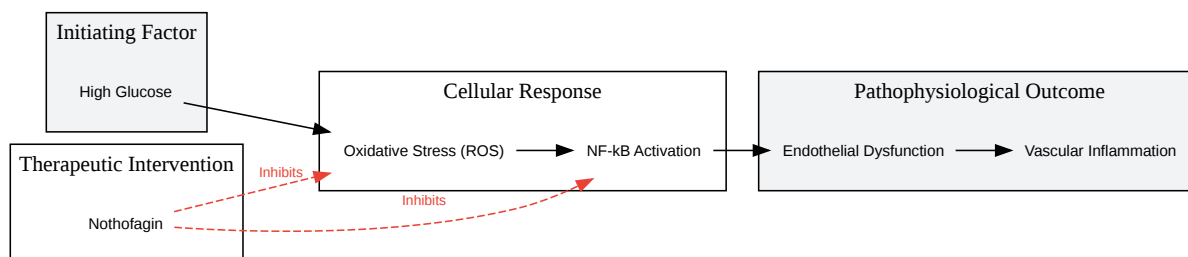 Initiating Factor
High Glucose
Therapeutic Intervention
Nothofagin
Inhibits
Inhibits
Cellular Response
Oxidative Stress (ROS)
NF-kB Activation
Pathophysiological Outcome
Endothelial Dysfunction
Vascular Inflammation